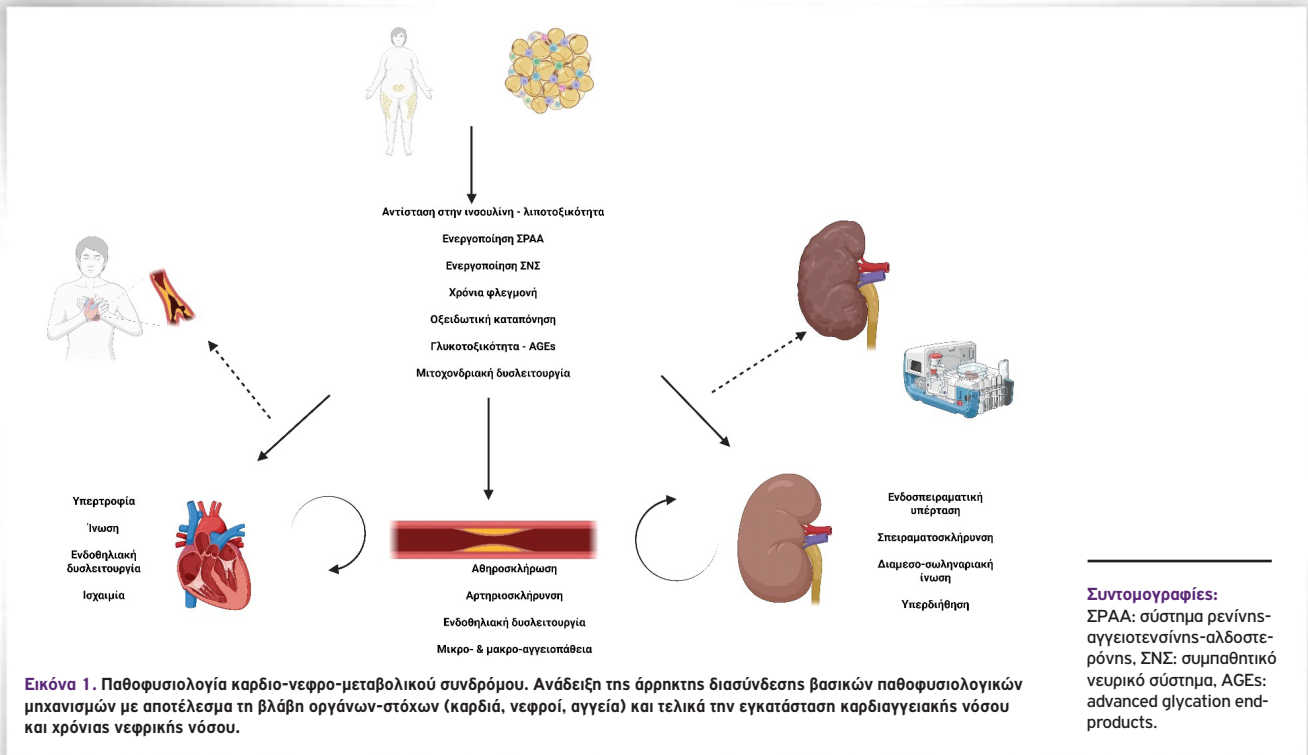 Αντίσταση στην ινσουλίνη - λιποτοξικότητα
Ενεργοποίηση ΣΡΑΑ
Ενεργοποίηση ΣΝΣ
Χρόνια φλεγμονή
Οξειδωτική καταπόνηση
Γλυκοτοξικότητα - AGEs
Μιτοχονδριακή δυσλειτουργία
Υπερτροφία
Ίνωση
Ενδοθηλιακή
δυσλειτουργία
Ισχαιμία
Αθηροσκλήρωση
Αρτηριοσκλήρυνση
Ενδοθηλιακή δυσλειτουργία
Μικρο- & μακρο-αγγειοπάθεια
Ενδοσπειραματική
υπέρταση
Σπειραματοσκλήρυνση
Διαμεσο-σωληναριακή
ίνωση
Υπερδιήθηση
Συντομογραφίες:
ΣΡΑΑ: σύστημα ρενίνης-
αγγειοτενσίνης-αλδοστε-
ρόνης, ΣΝΣ: συμπαθητικό
νευρικό σύστημα, AGEs:
advanced glycation end-
products.
Εικόνα 1. Παθοφυσιολογία καρδιο-νεφρο-μεταβολικού συνδρόμου. Ανάδειξη της άρρηκτης διασύνδεσης βασικών παθοφυσιολογικών
μηχανισμών με αποτέλεσμα τη βλάβη οργάνων-στόχων (καρδιά, νεφροί, αγγεία) και τελικά την εγκατάσταση καρδιαγγειακής νόσου
και χρόνιας νεφρικής νόσου.